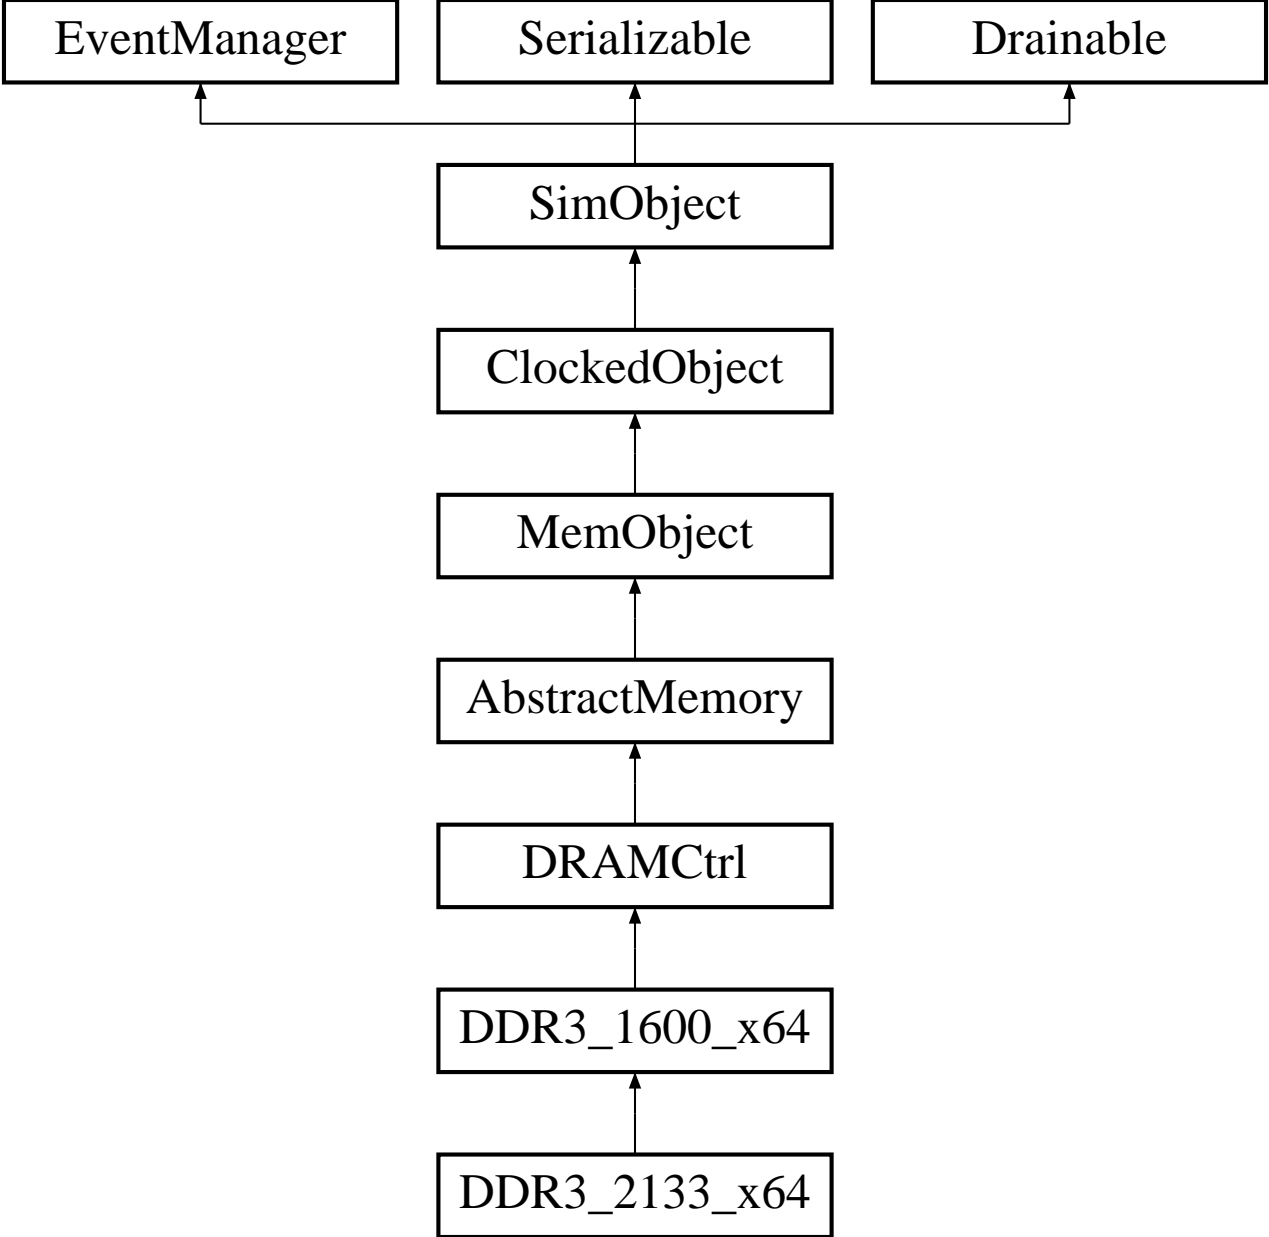 EventManager
Serializable
Drainable
SimObject
ClockedObject
MemObject
AbstractMemory
DRAMCtrl
DDR3_1600_x64
DDR3_2133_x64